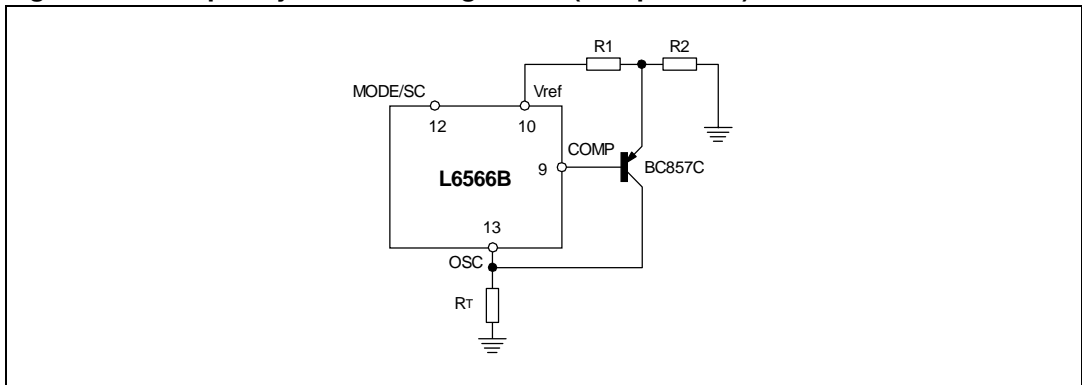 R1 R2
MODE/SC Vref
12 10
COMP
9 BC857C
L6566B
13
OSC
RT